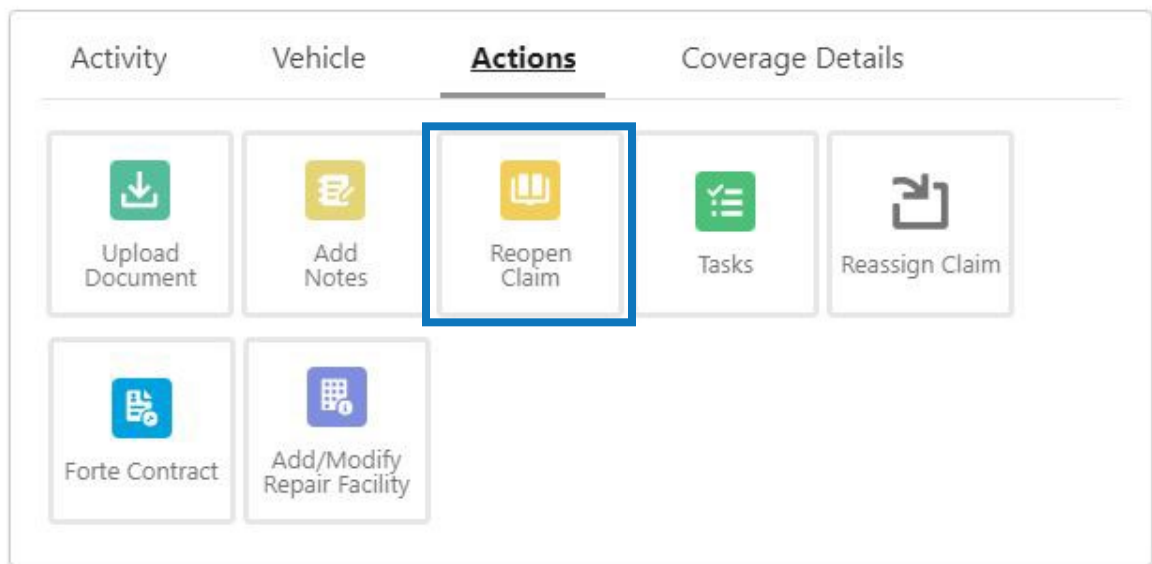 Activity Vehicle Actions Coverage Details
Upload
Document
Add
Notes
Reopen
Claim
Tasks
Reassign Claim
Forte Contract
Add/Modify
Repair Facility